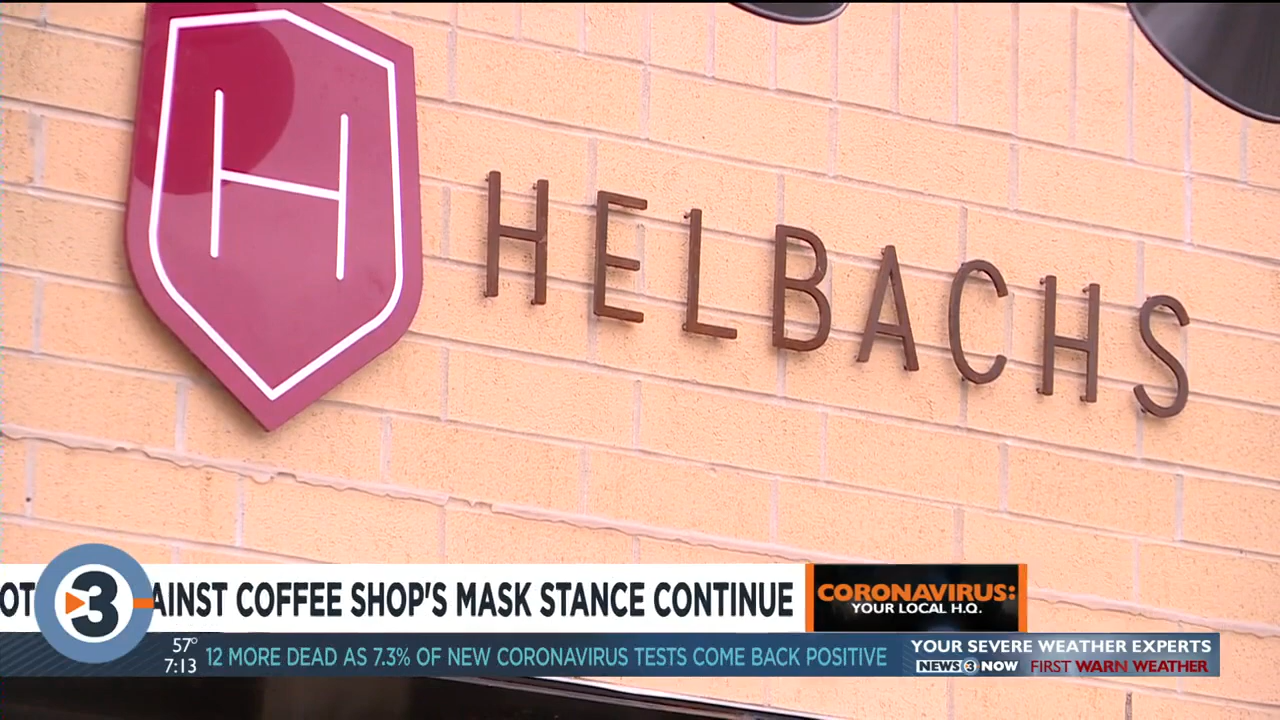 H
HELBACHS
AINST COFFEE SHOP'S MASK STANCE CONTINUE
3
CORONAVIRUS:
YOUR LOCAL H.Q.
57°
7:13
12 MORE DEAD AS 7.3% OF NEW CORONAVIRUS TESTS COME BACK POSITIVE
YOUR SEVERE WEATHER EXPERTS
NEWS 3 NOW FIRST WARN WEATHER